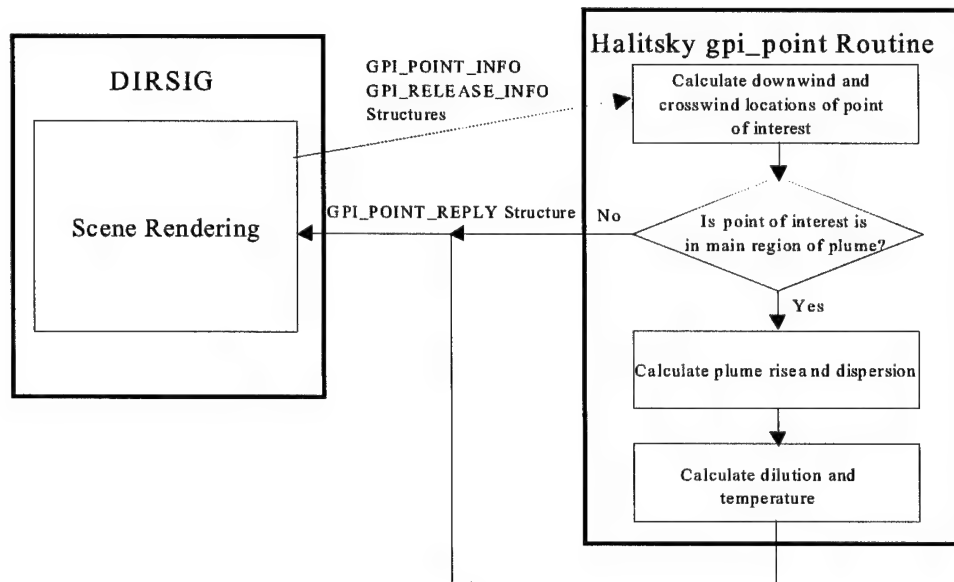 DIRSIG
Scene Rendering
GPI_POINT_INFO
GPI_RELEASE_INFO
Structures
GPI_POINT_REPLY Structure
Halitsky gpi_point Routine
Calculate downwind and
crosswind locations of point
of interest
Is point of interest is
in main region of plume?
No
Yes
Calculate plume rise and dispersion
Calculate dilution and
temperature